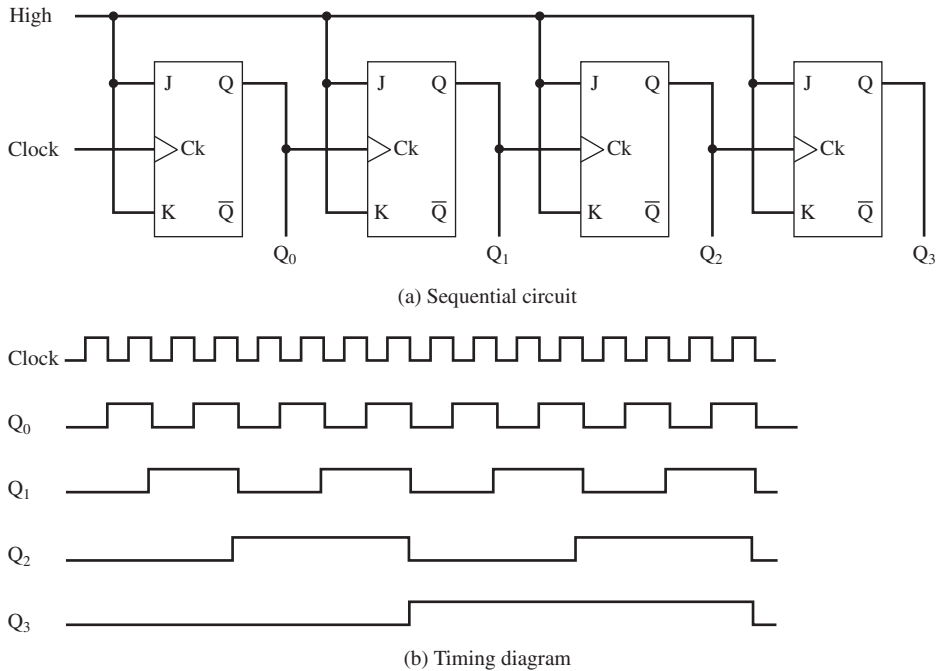 High
J Q J Q J Q J Q
Clock Ck Ck Ck Ck
K Q̅ K Q̅ K Q̅ K Q̅
Q₀ Q₁ Q₂ Q₃
(a) Sequential circuit
Clock
Q₀
Q₁
Q₂
Q₃
(b) Timing diagram